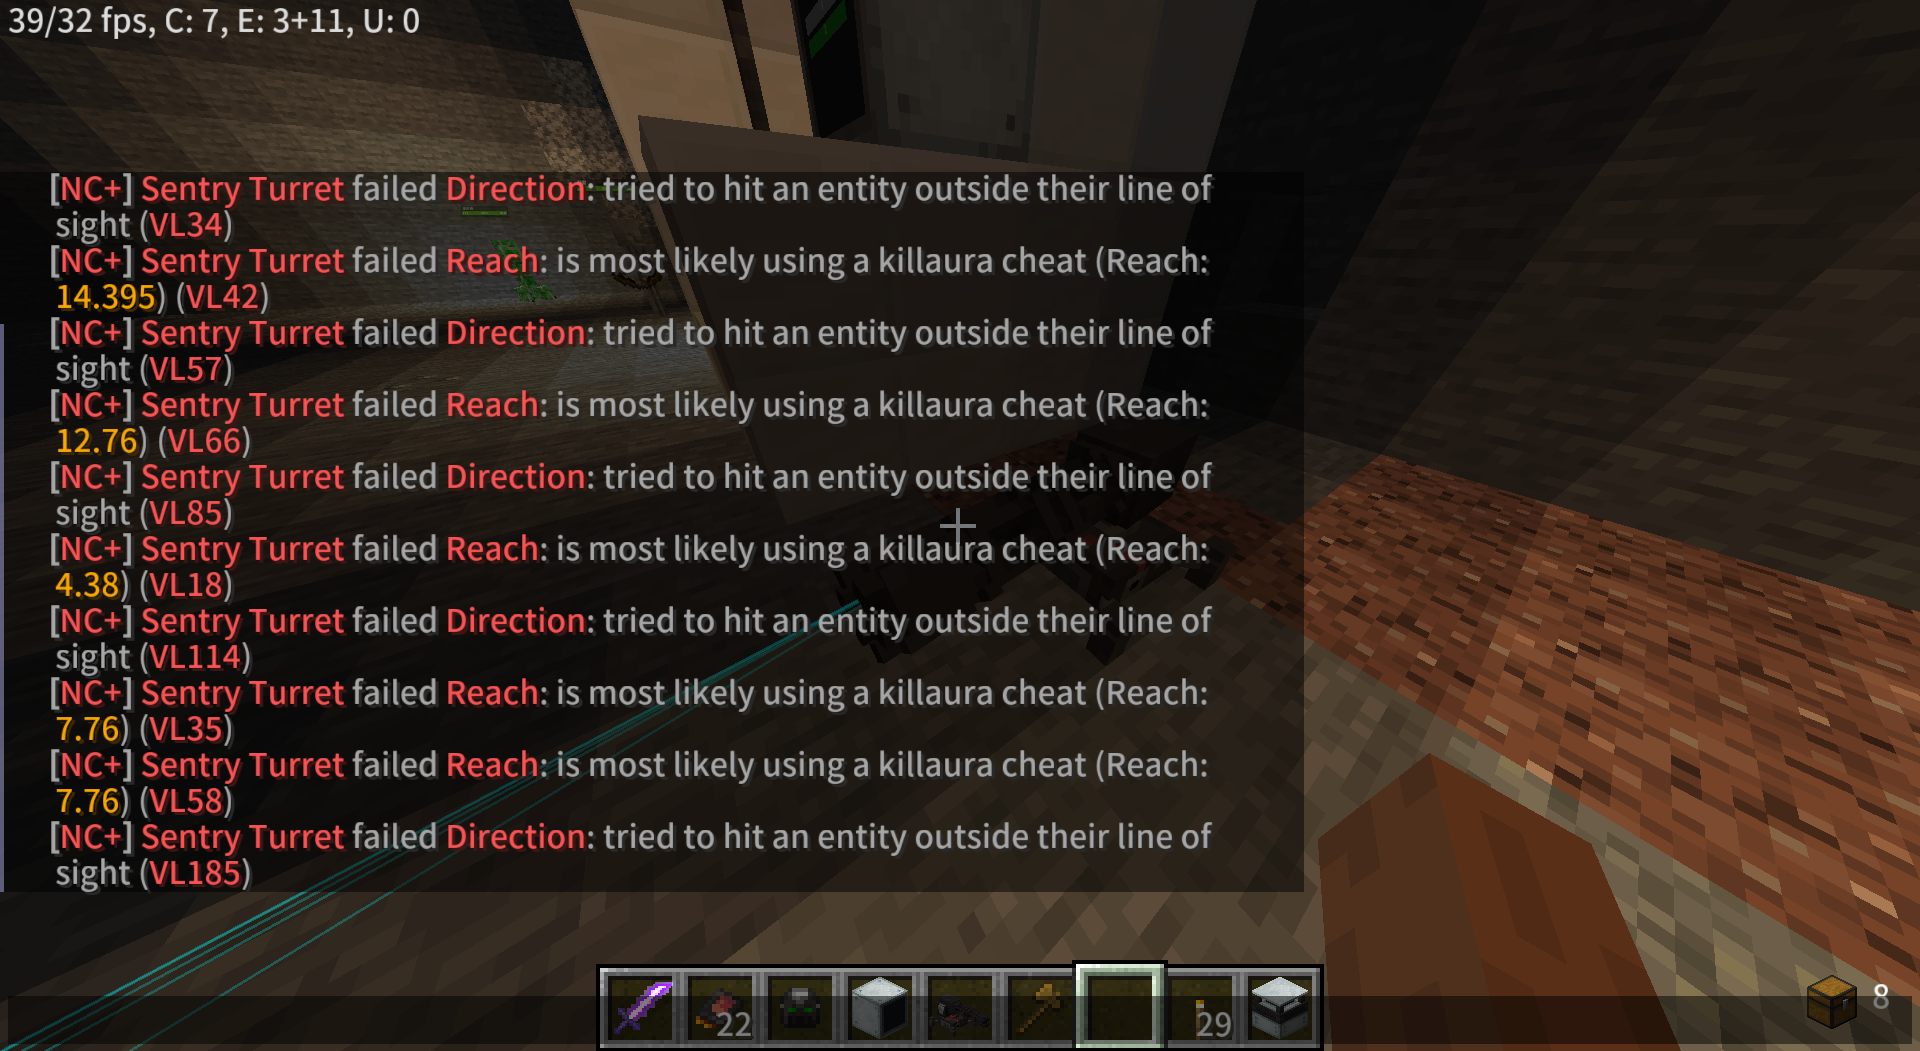 39/32 fps, C: 7, E: 3+11, U: 0
[NC+] Sentry Turret failed Direction: tried to hit an entity outside their line of
sight (VL34)
[NC+] Sentry Turret failed Reach: is most likely using a killaura cheat (Reach:
14.395) (VL42)
[NC+] Sentry Turret failed Direction: tried to hit an entity outside their line of
sight (VL57)
[NC+] Sentry Turret failed Reach: is most likely using a killaura cheat (Reach:
12.76) (VL66)
[NC+] Sentry Turret failed Direction: tried to hit an entity outside their line of
sight (VL85)
[NC+] Sentry Turret failed Reach: is most likely using a killaura cheat (Reach:
4.38) (VL18)
[NC+] Sentry Turret failed Direction: tried to hit an entity outside their line of
sight (VL114)
[NC+] Sentry Turret failed Reach: is most likely using a killaura cheat (Reach:
7.76) (VL35)
[NC+] Sentry Turret failed Reach: is most likely using a killaura cheat (Reach:
7.76) (VL58)
[NC+] Sentry Turret failed Direction: tried to hit an entity outside their line of
sight (VL185)
22
29
8